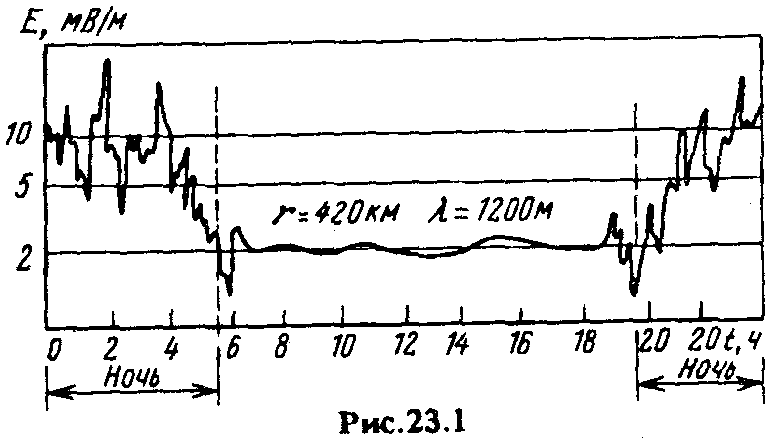 E, мВ/м
10
5
2
r=420км λ=1200м
0 2 4 6 8 10 12 14 16 18 20 20 t, ч
Ночь Ночь
Рис.23.1